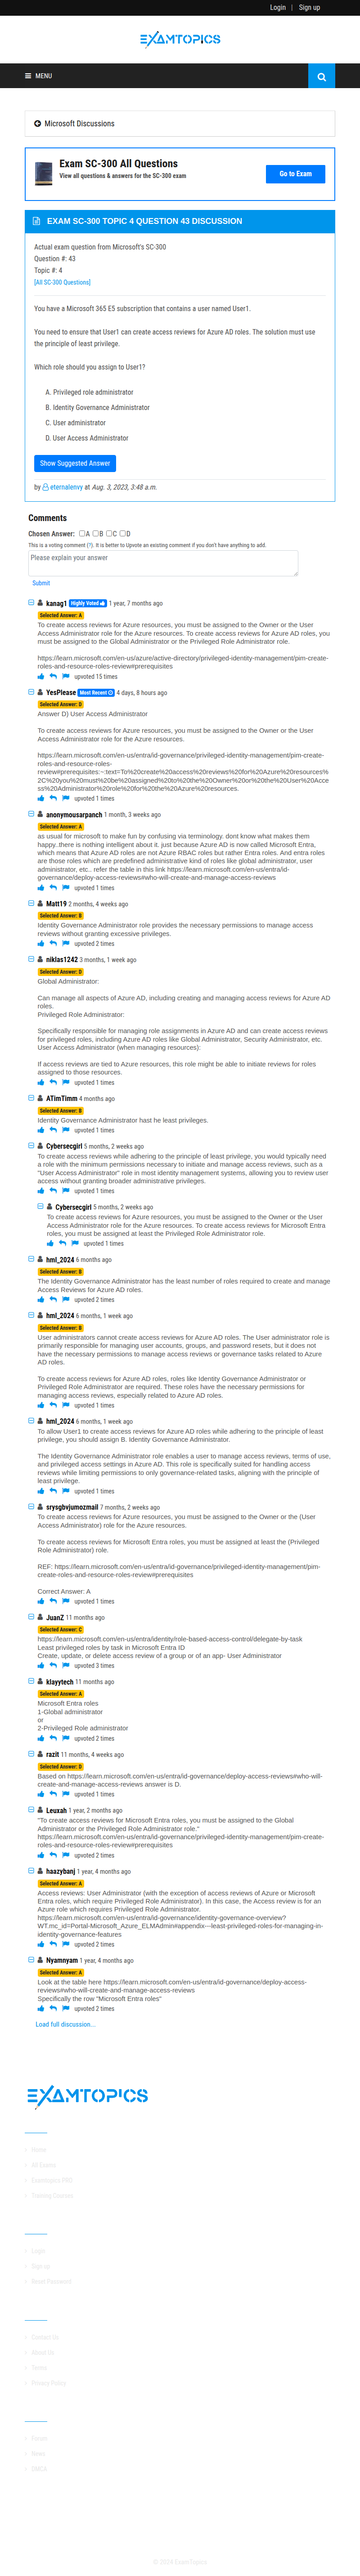 Login | Sign up
EXAMTOPICS
MENU
Microsoft Discussions
Exam SC-300 All Questions
View all questions & answers for the SC-300 exam
Go to Exam
EXAM SC-300 TOPIC 4 QUESTION 43 DISCUSSION
Actual exam question from Microsoft's SC-300
Question #: 43
Topic #: 4
[All SC-300 Questions]
You have a Microsoft 365 E5 subscription that contains a user named User1.
You need to ensure that User1 can create access reviews for Azure AD roles. The solution must use
the principle of least privilege.
Which role should you assign to User1?
A. Privileged role administrator
B. Identity Governance Administrator
C. User administrator
D. User Access Administrator
Show Suggested Answer
by eternalenvy at Aug. 3, 2023, 3:48 a.m.
Comments
Chosen Answer: A B C D
This is a voting comment (?). It is better to Upvote an existing comment if you don't have anything to add.
Please explain your answer
Submit
kanag1 Highly Voted 1 year, 7 months ago
Selected Answer: A
To create access reviews for Azure resources, you must be assigned to the Owner or the User
Access Administrator role for the Azure resources. To create access reviews for Azure AD roles, you
must be assigned to the Global Administrator or the Privileged Role Administrator role.
https://learn.microsoft.com/en-us/azure/active-directory/privileged-identity-management/pim-create-
roles-and-resource-roles-review#prerequisites
upvoted 15 times
YesPlease Most Recent 4 days, 8 hours ago
Selected Answer: D
Answer D) User Access Administrator
To create access reviews for Azure resources, you must be assigned to the Owner or the User
Access Administrator role for the Azure resources.
https://learn.microsoft.com/en-us/entra/id-governance/privileged-identity-management/pim-create-
roles-and-resource-roles-
review#prerequisites:~:text=To%20create%20access%20reviews%20for%20Azure%20resources%
2C%20you%20must%20be%20assigned%20to%20the%20Owner%20or%20the%20User%20Acce
ss%20Administrator%20role%20for%20the%20Azure%20resources.
upvoted 1 times
anonymousarpanch 1 month, 3 weeks ago
Selected Answer: A
as usual for microsoft to make fun by confusing via terminology, dont know what makes them
happy..there is nothing intelligent about it. just because Azure AD is now called Microsoft Entra,
which means that Azure AD roles are not Azure RBAC roles but rather Entra roles. And entra roles
are those roles which are predefined administrative kind of roles like global administrator, user
administrator, etc.. refer the table in this link https://learn.microsoft.com/en-us/entra/id-
governance/deploy-access-reviews#who-will-create-and-manage-access-reviews
upvoted 1 times
Matt19 2 months, 4 weeks ago
Selected Answer: B
Identity Governance Administrator role provides the necessary permissions to manage access
reviews without granting excessive privileges.
upvoted 2 times
niklas1242 3 months, 1 week ago
Selected Answer: D
Global Administrator:
Can manage all aspects of Azure AD, including creating and managing access reviews for Azure AD
roles.
Privileged Role Administrator:
Specifically responsible for managing role assignments in Azure AD and can create access reviews
for privileged roles, including Azure AD roles like Global Administrator, Security Administrator, etc.
User Access Administrator (when managing resources):
If access reviews are tied to Azure resources, this role might be able to initiate reviews for roles
assigned to those resources.
upvoted 1 times
ATimTimm 4 months ago
Selected Answer: B
Identity Governance Administrator hast he least privileges.
upvoted 1 times
Cybersecgirl 5 months, 2 weeks ago
To create access reviews while adhering to the principle of least privilege, you would typically need
a role with the minimum permissions necessary to initiate and manage access reviews, such as a
"User Access Administrator" role in most identity management systems, allowing you to review user
access without granting broader administrative privileges.
upvoted 1 times
Cybersecgirl 5 months, 2 weeks ago
To create access reviews for Azure resources, you must be assigned to the Owner or the User
Access Administrator role for the Azure resources. To create access reviews for Microsoft Entra
roles, you must be assigned at least the Privileged Role Administrator role.
upvoted 1 times
hml_2024 6 months ago
Selected Answer: B
The Identity Governance Administrator has the least number of roles required to create and manage
Access Reviews for Azure AD.
upvoted 2 times
hml_2024 6 months, 1 week ago
Selected Answer: B
User administrators cannot create access reviews for Azure AD roles. The User administrator role is
primarily responsible for managing user accounts, groups, and password resets, but it does not
have the necessary permissions to manage access reviews or governance tasks related to Azure
AD roles.
To create access reviews for Azure AD roles, roles like Identity Governance Administrator or
Privileged Role Administrator are required. These roles have the necessary permissions for
managing access reviews, especially related to Azure AD roles.
upvoted 1 times
hml_2024 6 months, 1 week ago
To allow User1 to create access reviews for Azure AD roles while adhering to the principle of least
privilege, you should assign B. Identity Governance Administrator.
The Identity Governance Administrator role enables a user to manage access reviews, terms of use,
and privileged access settings in Azure AD. This role is specifically suited for handling access
reviews while restricting permissions to only governance-related tasks, aligning with the principle of
least privilege.
upvoted 1 times
srysgbvjumozmail 7 months, 2 weeks ago
To create access reviews for Azure resources, you must be assigned to the Owner or the (User
Access Administrator) role for the Azure resources.
To create access reviews for Microsoft Entra roles, you must be assigned at least the (Privileged
Role Administrator) role.
REF: https://learn.microsoft.com/en-us/entra/id-governance/privileged-identity-management/pim-
create-roles-and-resource-roles-review#prerequisites
Correct Answer: A
upvoted 1 times
JuanZ 11 months ago
Selected Answer: C
https://learn.microsoft.com/en-us/entra/identity/role-based-access-control/delegate-by-task
Least privileged roles by task in Microsoft Entra ID
Create, update, or delete access review of a group or of an app- User Administrator
upvoted 3 times
klayytech 11 months ago
Selected Answer: A
Microsoft Entra roles
1-Global administrator
or
2-Privileged Role administrator
upvoted 2 times
razit 11 months, 4 weeks ago
Selected Answer: D
Based on https://learn.microsoft.com/en-us/entra/id-governance/deploy-access-reviews#who-will-
create-and-manage-access-reviews answer is D.
upvoted 1 times
Leuxah 1 year, 2 months ago
"To create access reviews for Microsoft Entra roles, you must be assigned to the Global
Administrator or the Privileged Role Administrator role."
https://learn.microsoft.com/en-us/entra/id-governance/privileged-identity-management/pim-create-
roles-and-resource-roles-review#prerequisites
upvoted 2 times
haazybanj 1 year, 4 months ago
Selected Answer: A
Access reviews: User Administrator (with the exception of access reviews of Azure or Microsoft
Entra roles, which require Privileged Role Administrator). In this case, the Access review is for an
Azure role which requires Privileged Role Administrator.
https://learn.microsoft.com/en-us/entra/id-governance/identity-governance-overview?
WT.mc_id=Portal-Microsoft_Azure_ELMAdmin#appendix---least-privileged-roles-for-managing-in-
identity-governance-features
upvoted 2 times
Nyamnyam 1 year, 4 months ago
Selected Answer: A
Look at the table here https://learn.microsoft.com/en-us/entra/id-governance/deploy-access-
reviews#who-will-create-and-manage-access-reviews
Specifically the row "Microsoft Entra roles"
upvoted 2 times
Load full discussion...
EXAMTOPICS
Home
All Exams
Examtopics PRO
Training Courses
Login
Sign up
Reset Password
Contact Us
About Us
Terms
Privacy Policy
Forum
News
DMCA
© 2024 ExamTopics